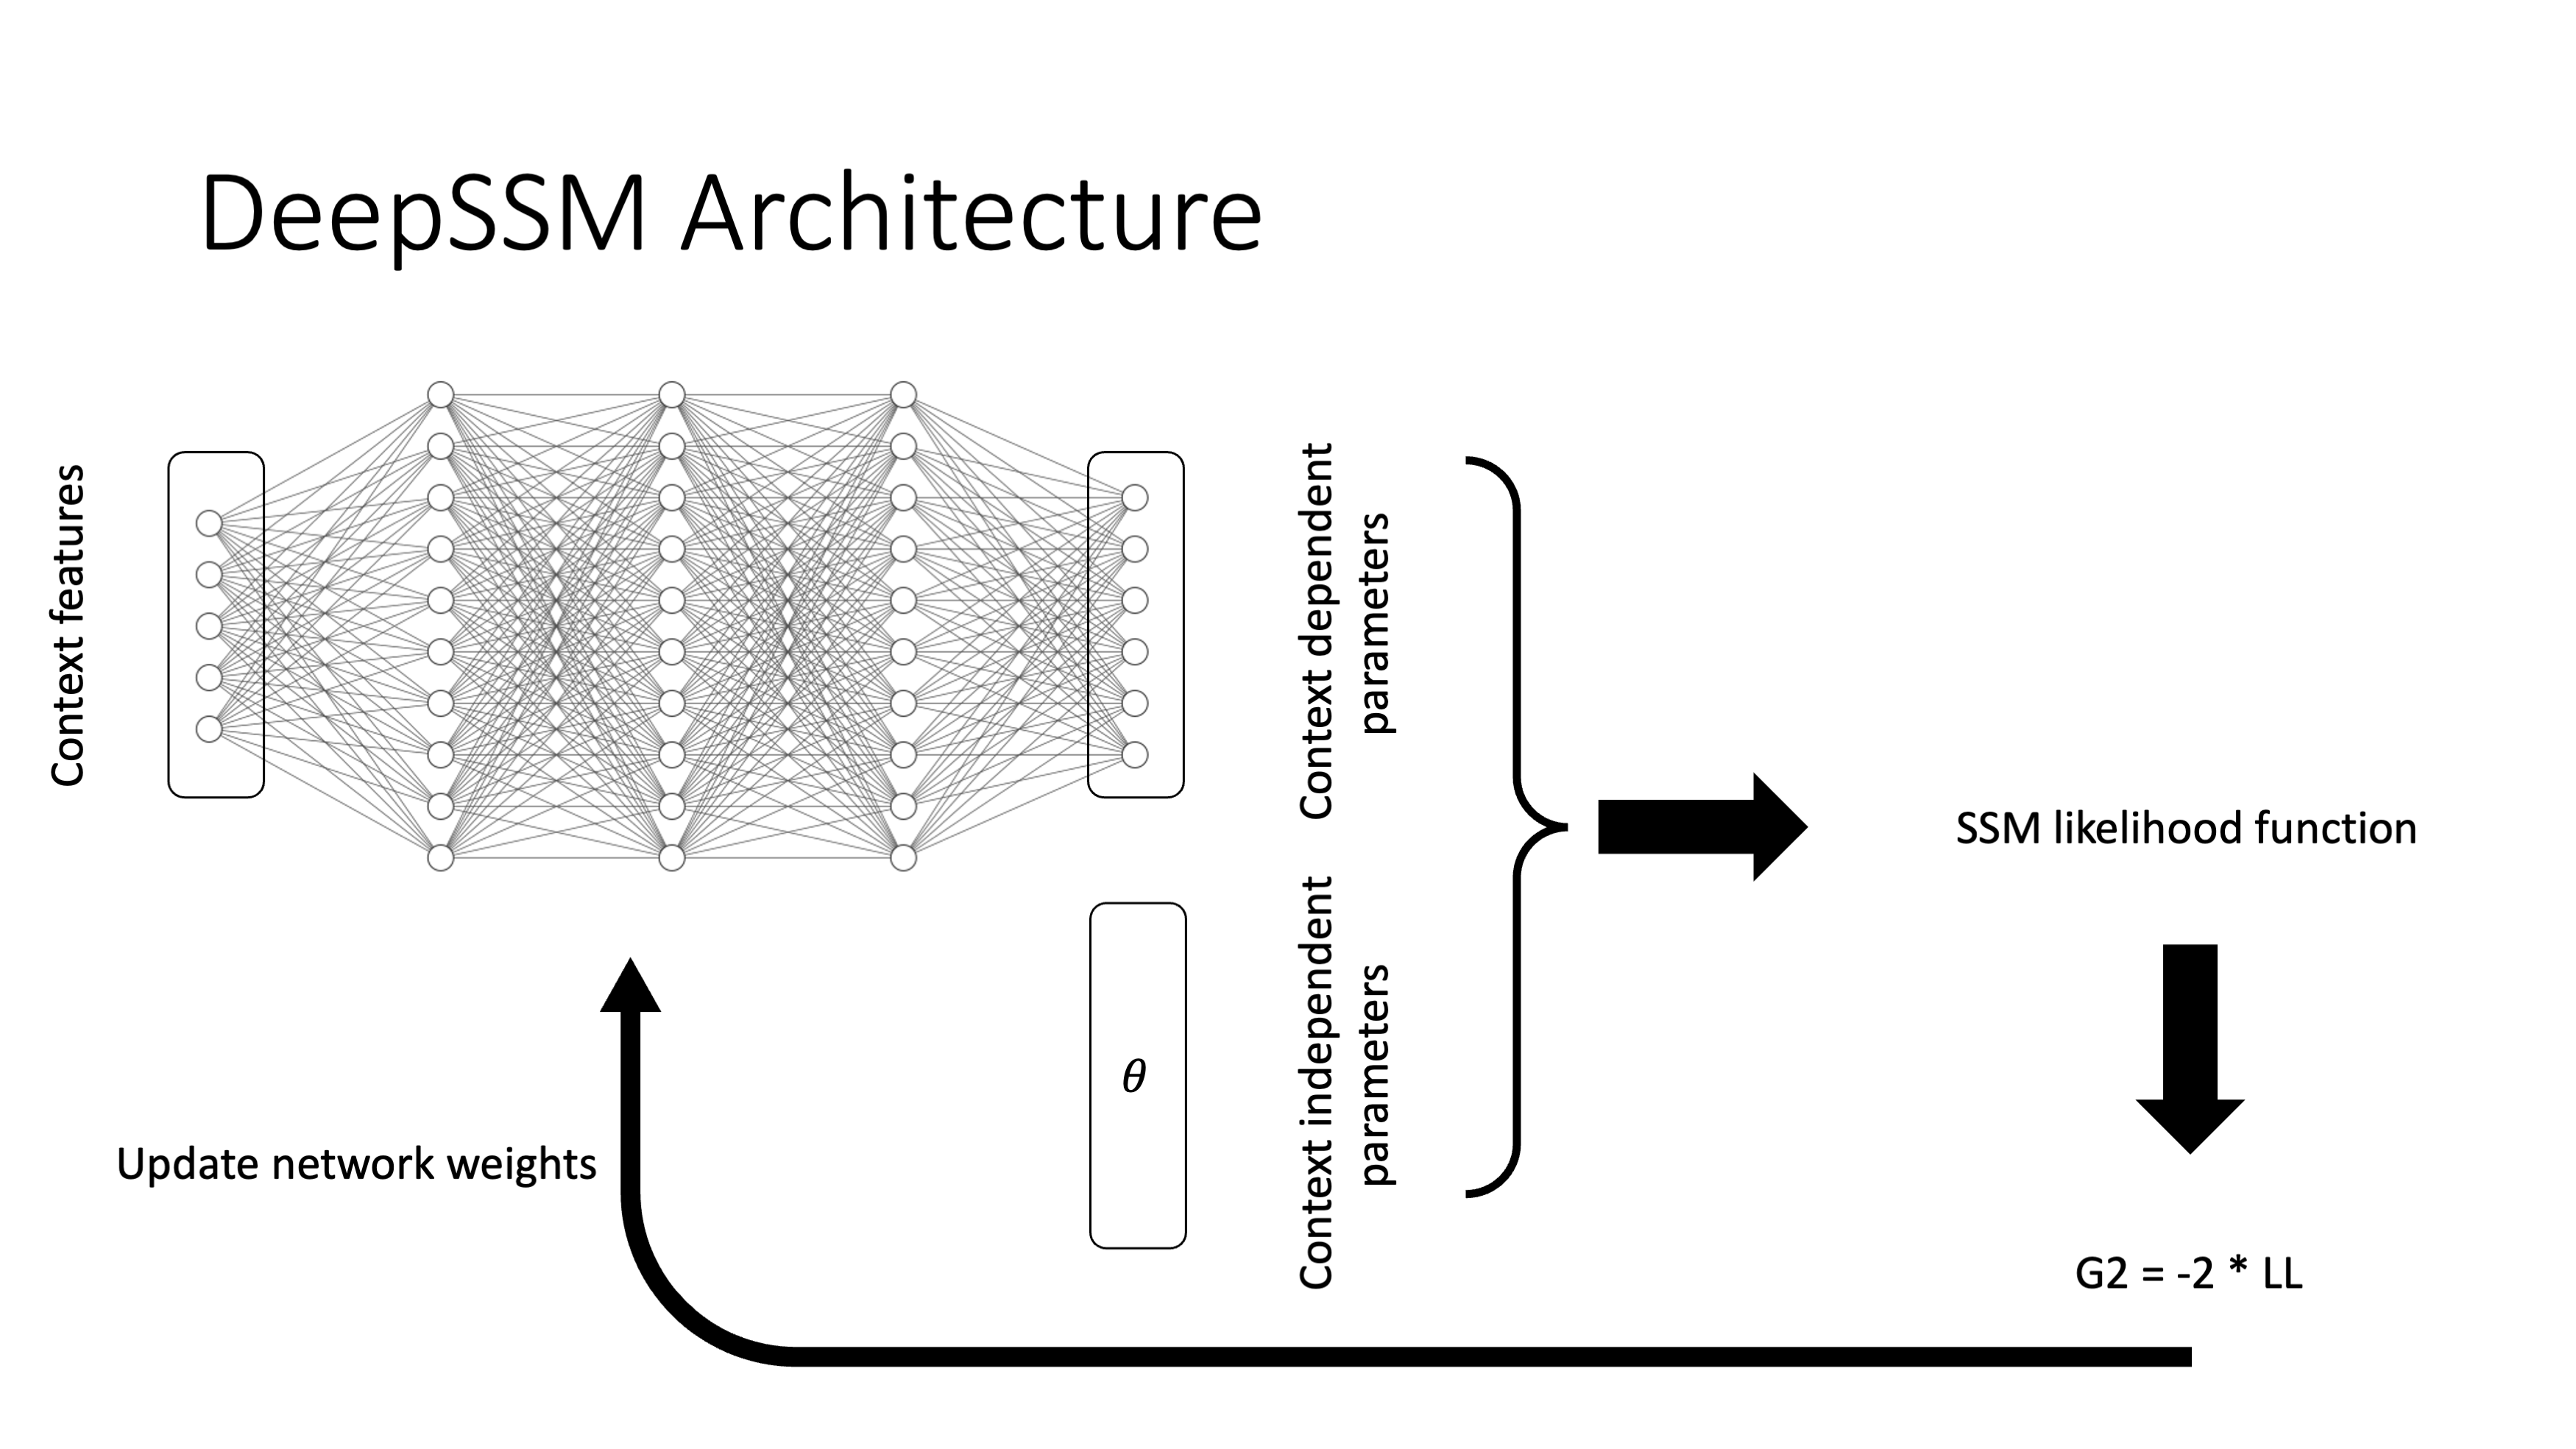 DeepSSM Architecture
Context features
Context dependent
parameters
SSM likelihood function
Context independent
parameters
θ
Update network weights
G2 = -2 * LL